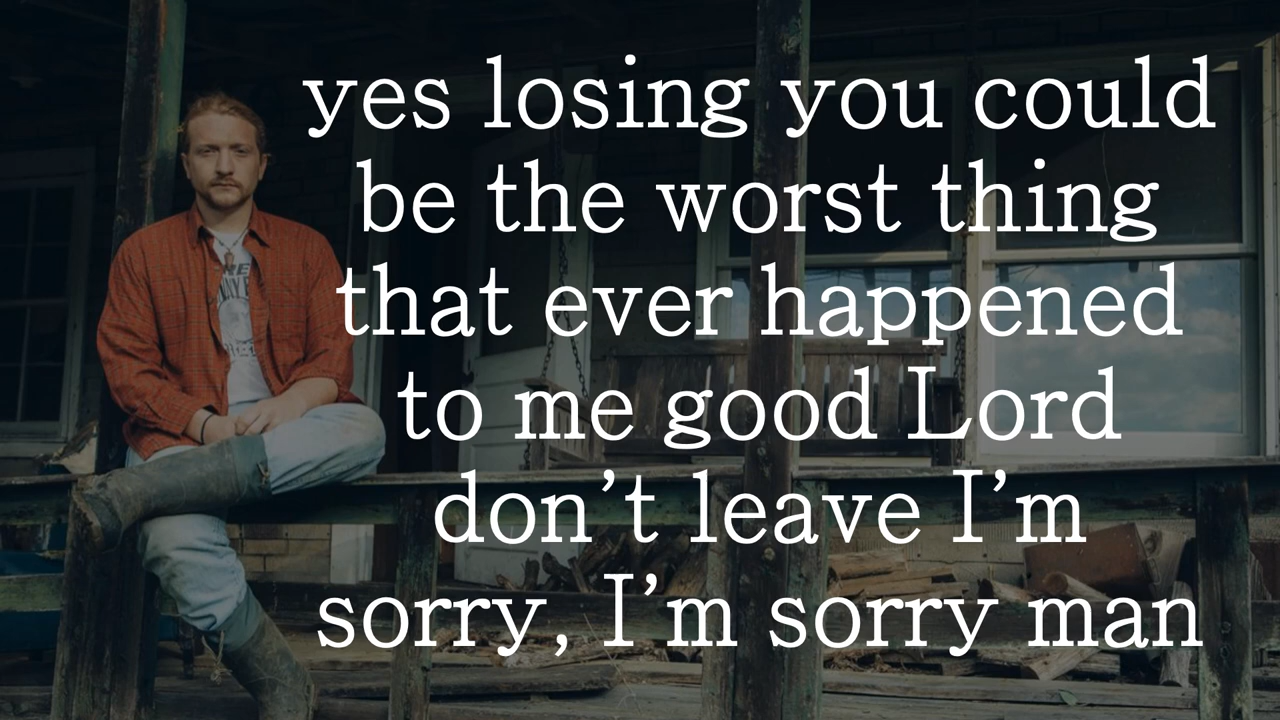 yes losing you could
be the worst thing
that ever happened
to me good Lord
don’t leave I’m
sorry, I’m sorry man